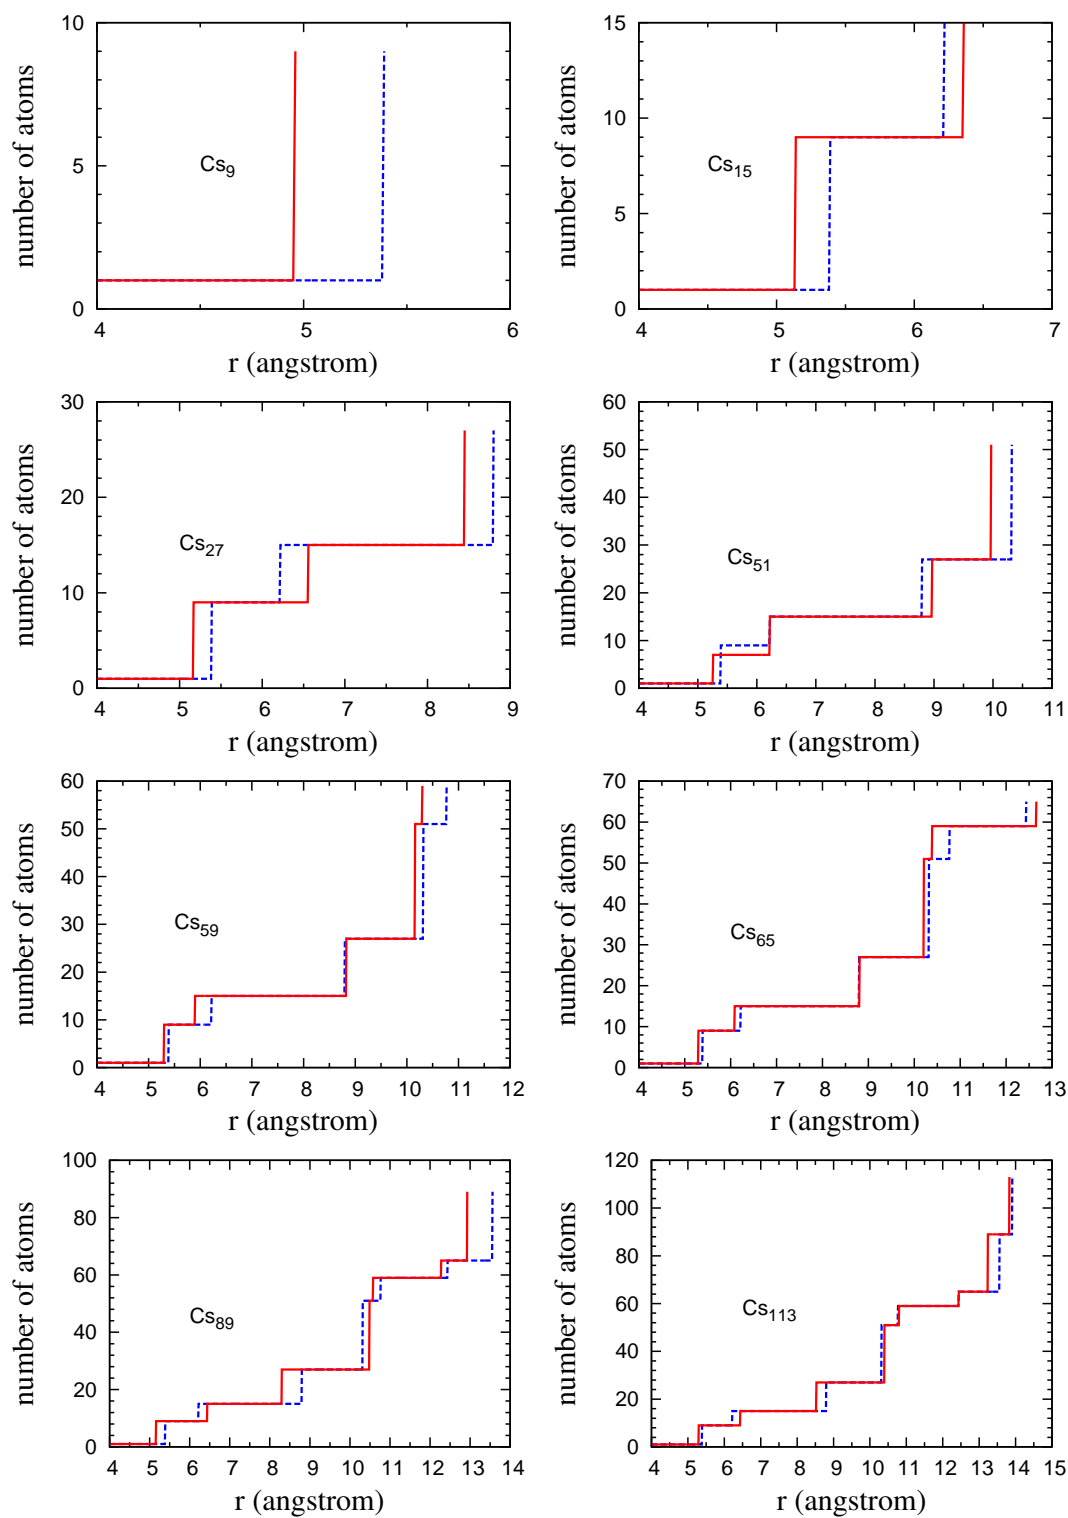 number of atoms
10
5
0
Cs9
4 5 6
r (angstrom)
number of atoms
15
10
5
0
Cs15
4 5 6 7
r (angstrom)
number of atoms
30
20
10
0
Cs27
4 5 6 7 8 9
r (angstrom)
number of atoms
60
50
40
30
20
10
0
Cs51
4 5 6 7 8 9 10 11
r (angstrom)
number of atoms
60
50
40
30
20
10
0
Cs59
4 5 6 7 8 9 10 11 12
r (angstrom)
number of atoms
70
60
50
40
30
20
10
0
Cs65
4 5 6 7 8 9 10 11 12 13
r (angstrom)
number of atoms
100
80
60
40
20
0
Cs89
4 5 6 7 8 9 10 11 12 13 14
r (angstrom)
number of atoms
120
100
80
60
40
20
0
Cs113
4 5 6 7 8 9 10 11 12 13 14 15
r (angstrom)